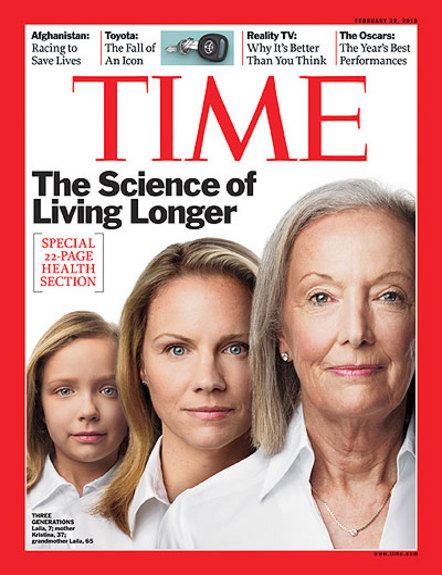 FEBRUARY 22, 2010
Afghanistan:
Racing to
Save Lives
Toyota:
The Fall of
An Icon
Reality TV:
Why It's Better
Than You Think
The Oscars:
The Year's Best
Performances
TIME
The Science of
Living Longer
SPECIAL
22-PAGE
HEALTH
SECTION
THREE
GENERATIONS
Laila, 7; mother
Kristina, 37;
grandmother Laila, 65
www.time.com